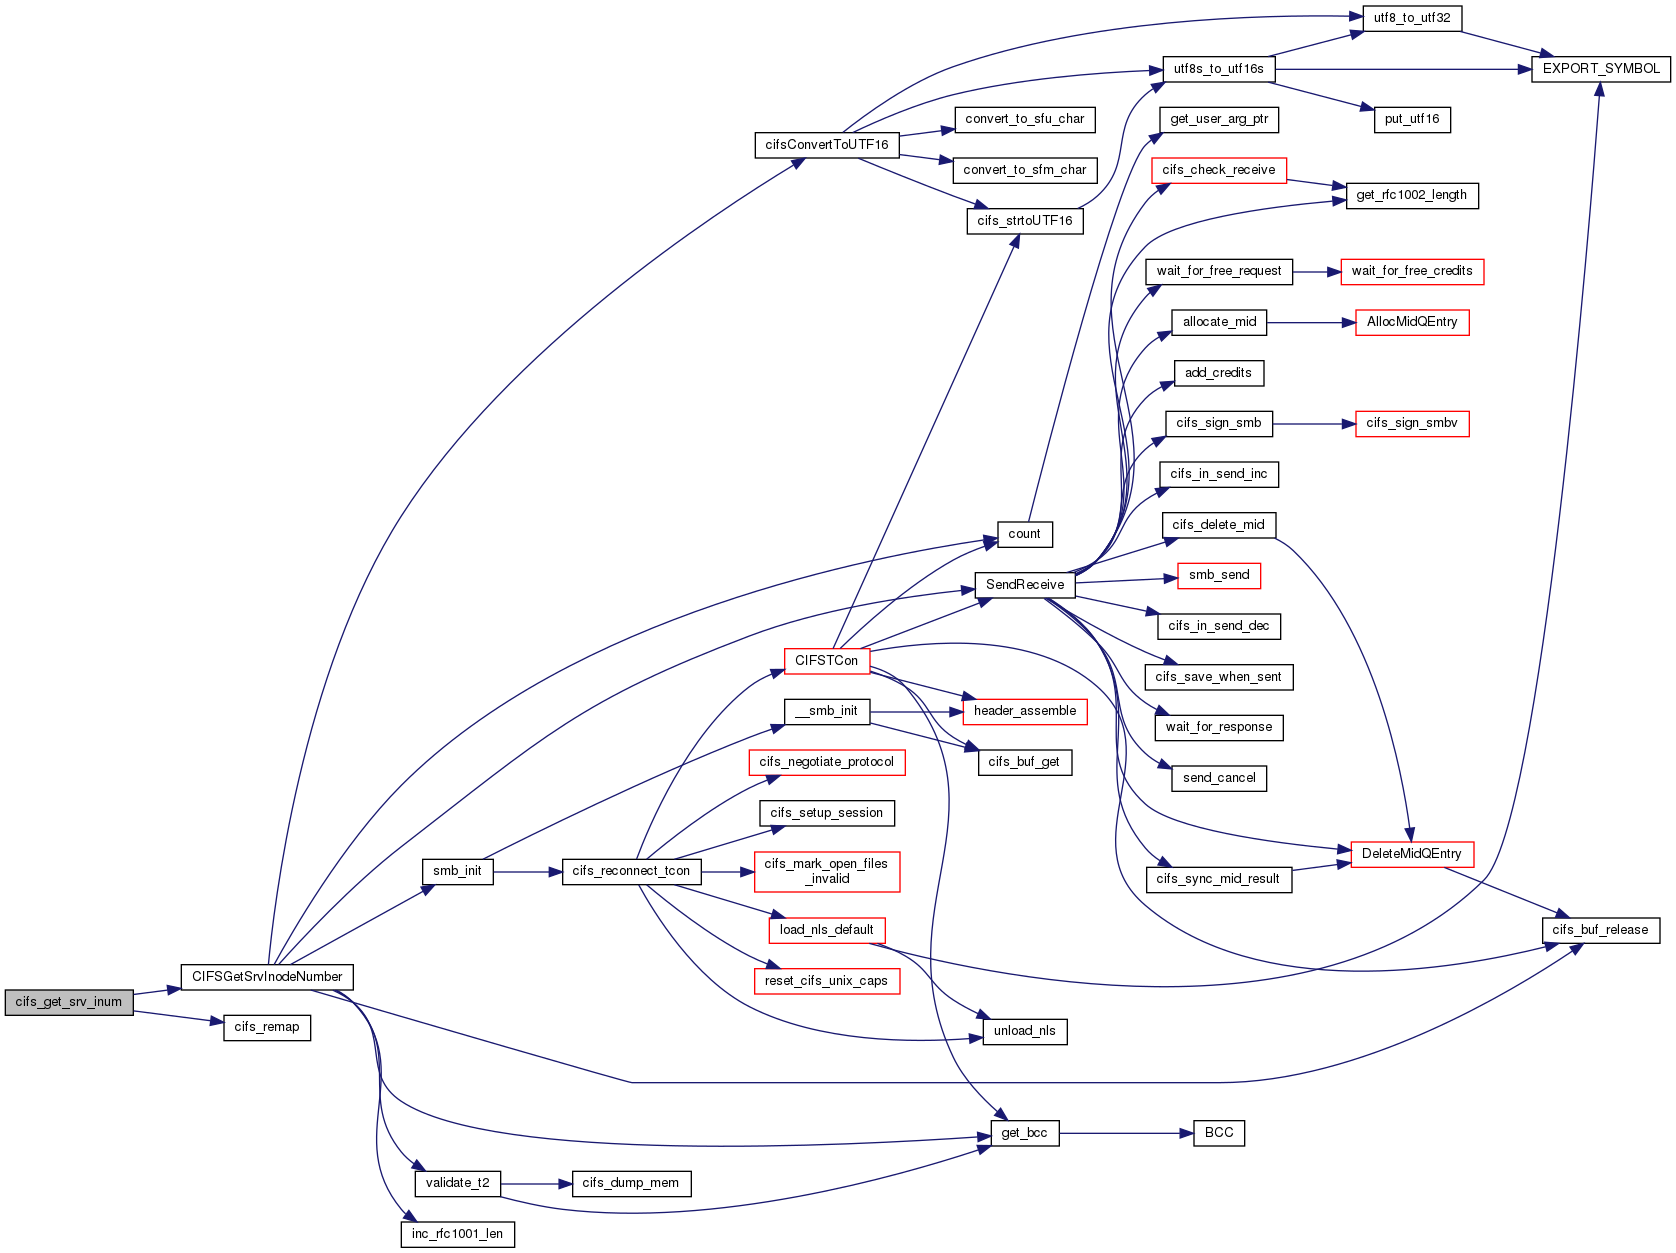 utf8_to_utf32
EXPORT_SYMBOL
utf8s_to_utf16s
put_utf16
get_user_arg_ptr
convert_to_sfu_char
cifsConvertToUTF16
convert_to_sfm_char
cifs_check_receive
get_rfc1002_length
cifs_strtoUTF16
wait_for_free_request
wait_for_free_credits
allocate_mid
AllocMidQEntry
add_credits
cifs_sign_smb
cifs_sign_smbv
cifs_in_send_inc
cifs_delete_mid
count
SendReceive
smb_send
cifs_in_send_dec
CIFSTCon
cifs_save_when_sent
__smb_init
header_assemble
wait_for_response
cifs_negotiate_protocol
cifs_buf_get
send_cancel
cifs_setup_session
DeleteMidQEntry
smb_init
cifs_reconnect_tcon
cifs_mark_open_files
_invalid
cifs_sync_mid_result
load_nls_default
cifs_buf_release
CIFSGetSrvInodeNumber
reset_cifs_unix_caps
cifs_get_srv_inum
cifs_remap
unload_nls
get_bcc
BCC
validate_t2
cifs_dump_mem
inc_rfc1001_len